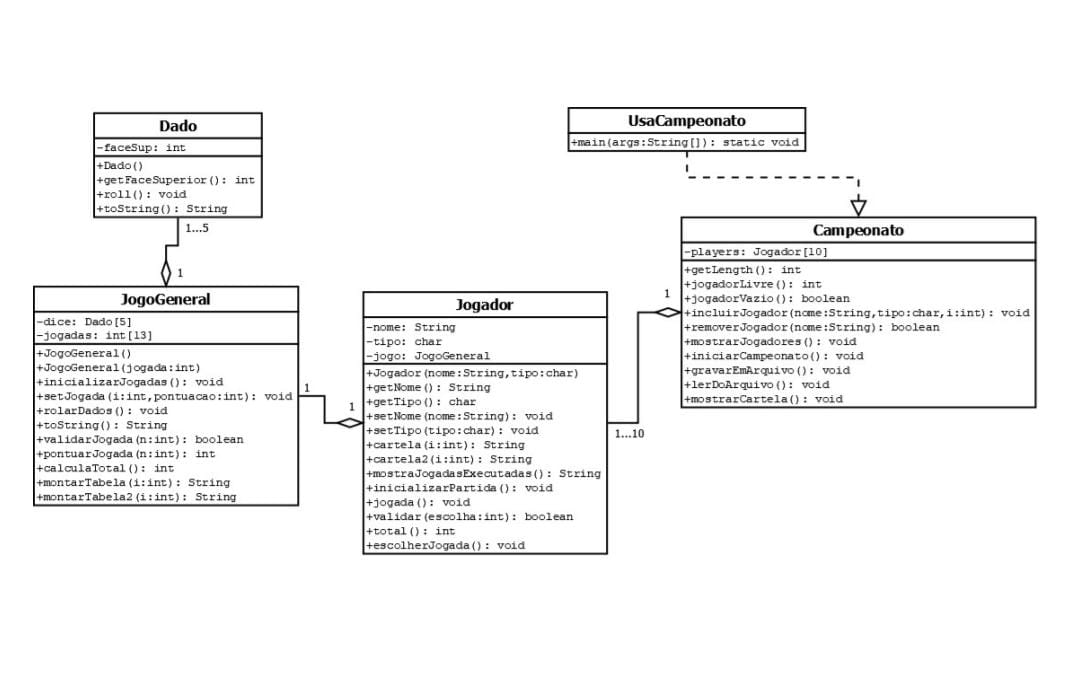 Dado
-faceSup: int
+Dado()
+getFaceSuperior(): int
+roll(): void
+toString(): String
1...5
1
JogoGeneral
-dice: Dado[5]
-jogadas: int[13]
+JogoGeneral()
+JogoGeneral(jogada:int)
+inicializarJogadas(): void
+setJogada(i:int,pontuacao:int): void
+rolarDados(): void
+toString(): String
+validarJogada(n:int): boolean
+pontuarJogada(n:int): int
+calculaTotal(): int
+montarTabela(i:int): String
+montarTabela2(i:int): String
1
1
Jogador
-nome: String
-tipo: char
-jogo: JogoGeneral
+Jogador(nome:String,tipo:char)
+getNome(): String
+getTipo(): char
+setNome(nome:String): void
+setTipo(tipo:char): void
+cartela(i:int): String
+cartela2(i:int): String
+mostraJogadasExecutadas(): String
+inicializarPartida(): void
+jogada(): void
+validar(escolha:int): boolean
+total(): int
+escolherJogada(): void
1...10
1
UsaCampeonato
+main(args:String[]): static void
Campeonato
-players: Jogador[10]
+getLength(): int
+jogadorLivre(): int
+jogadorVazio(): boolean
+incluirJogador(nome:String,tipo:char,i:int): void
+removerJogador(nome:String): boolean
+mostrarJogadores(): void
+iniciarCampeonato(): void
+gravarEmArquivo(): void
+lerDoArquivo(): void
+mostrarCartela(): void